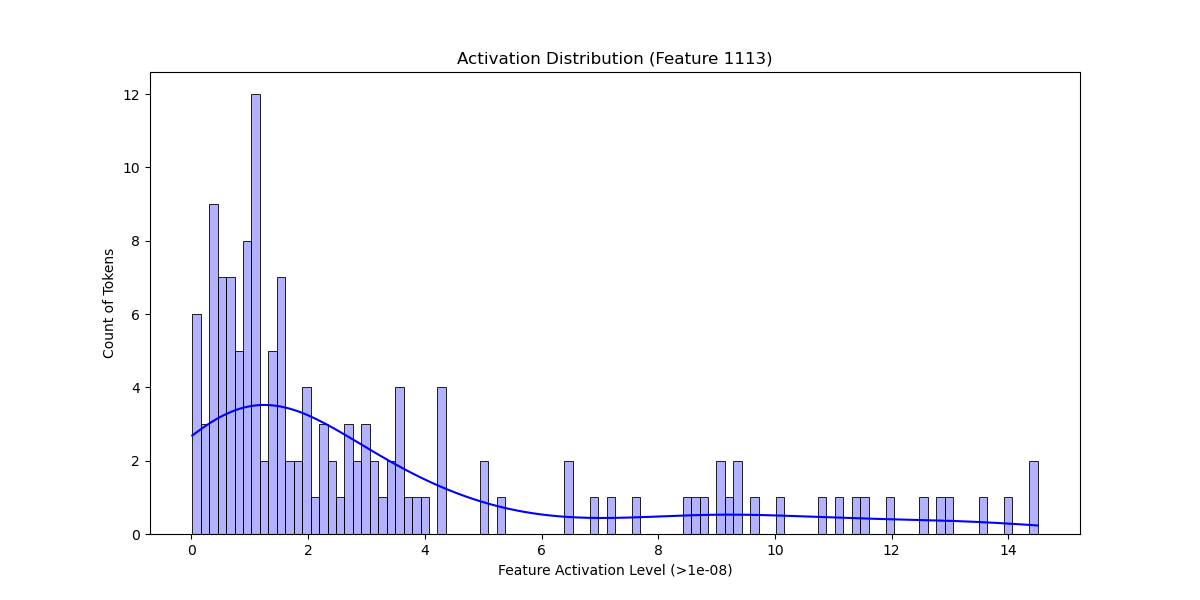 Activation Distribution (Feature 1113)
12
10
8
6
4
2
0
Count of Tokens
0 2 4 6 8 10 12 14
Feature Activation Level (>1e-08)